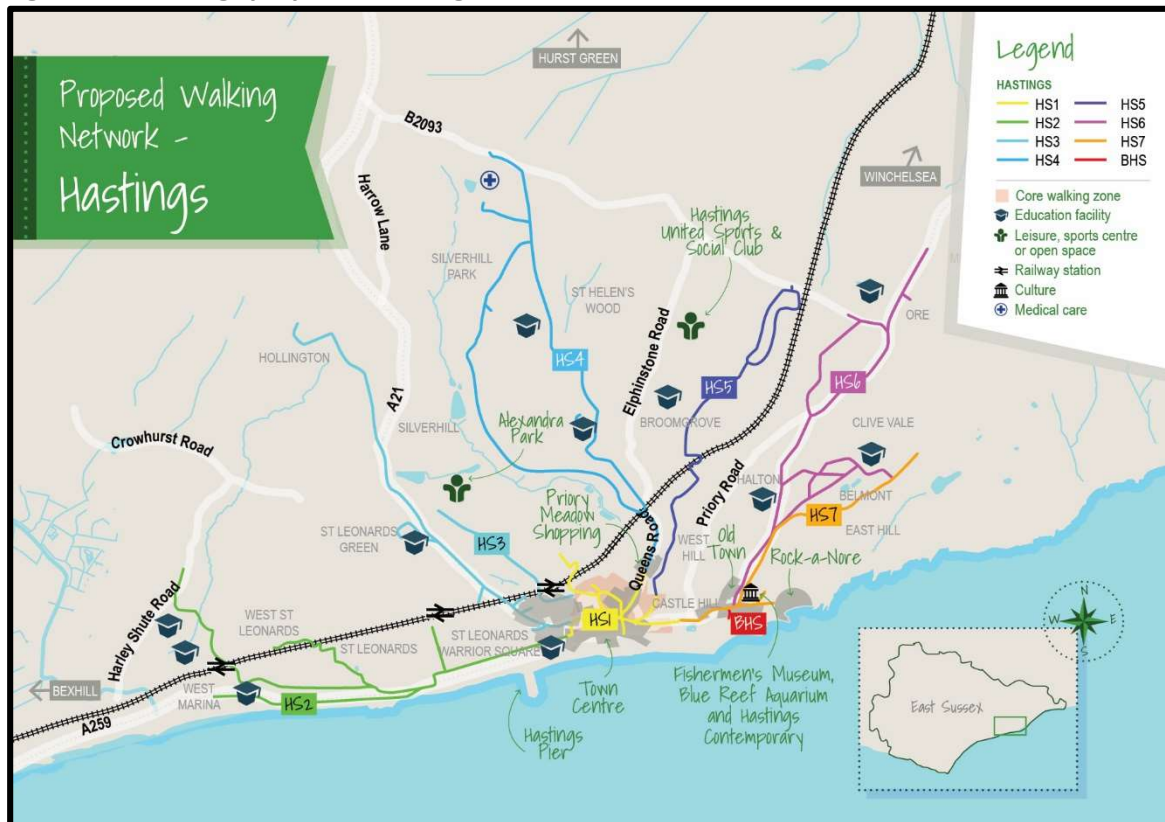 Proposed Walking
Network -
Hastings
HURST GREEN
B2093
Harrow Lane
WINCHELSEA
Legend
HASTINGS
HS1
HS2
HS3
HS4
HS5
HS6
HS7
BHS
Core walking zone
Education facility
Leisure, sports centre
or open space
Railway station
Culture
Medical care
Hastings
United Sports &
Social Club
SILVERHILL
PARK
ST HELEN'S
WOOD
ORE
Elphinstone Road
HOLLINGTON
HS4
HS5
HS6
A21
SILVERHILL
Alexandra
Park
BROOMGROVE
CLIVE VALE
Crowhurst Road
Priory
Meadow
Shopping
Queens Road
Priory Road
HALTON
BELMONT
HS7
EAST HILL
ST LEONARDS
GREEN
HS3
WEST
HILL
Old
Town
Rock-a-Nore
Harley Shute Road
WEST ST
LEONARDS
ST LEONARDS
ST LEONARDS
WARRIOR SQUARE
HS1
CASTLE HILL
BHS
BEXHILL
WEST
MARINA
HS2
A259
Hastings
Pier
Town
Centre
Fishermen's Museum,
Blue Reef Aquarium
and Hastings
Contemporary
N
W
E
S
East Sussex